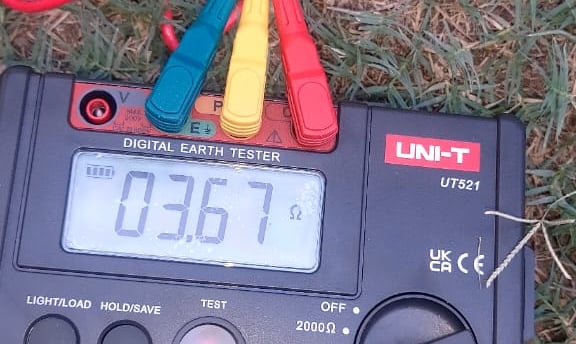 V
P
E
DIGITAL EARTH TESTER
03.67 Ω
UNI-T
UT521
UK
CA CE
LIGHT/LOAD HOLD/SAVE TEST
OFF
2000Ω